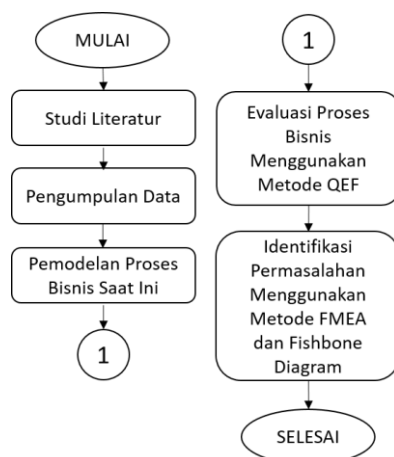 MULAI
Studi Literatur
Pengumpulan Data
Pemodelan Proses
Bisnis Saat Ini
1
1
Evaluasi Proses
Bisnis
Menggunakan
Metode QEF
Identifikasi
Permasalahan
Menggunakan
Metode FMEA
dan Fishbone
Diagram
SELESAI